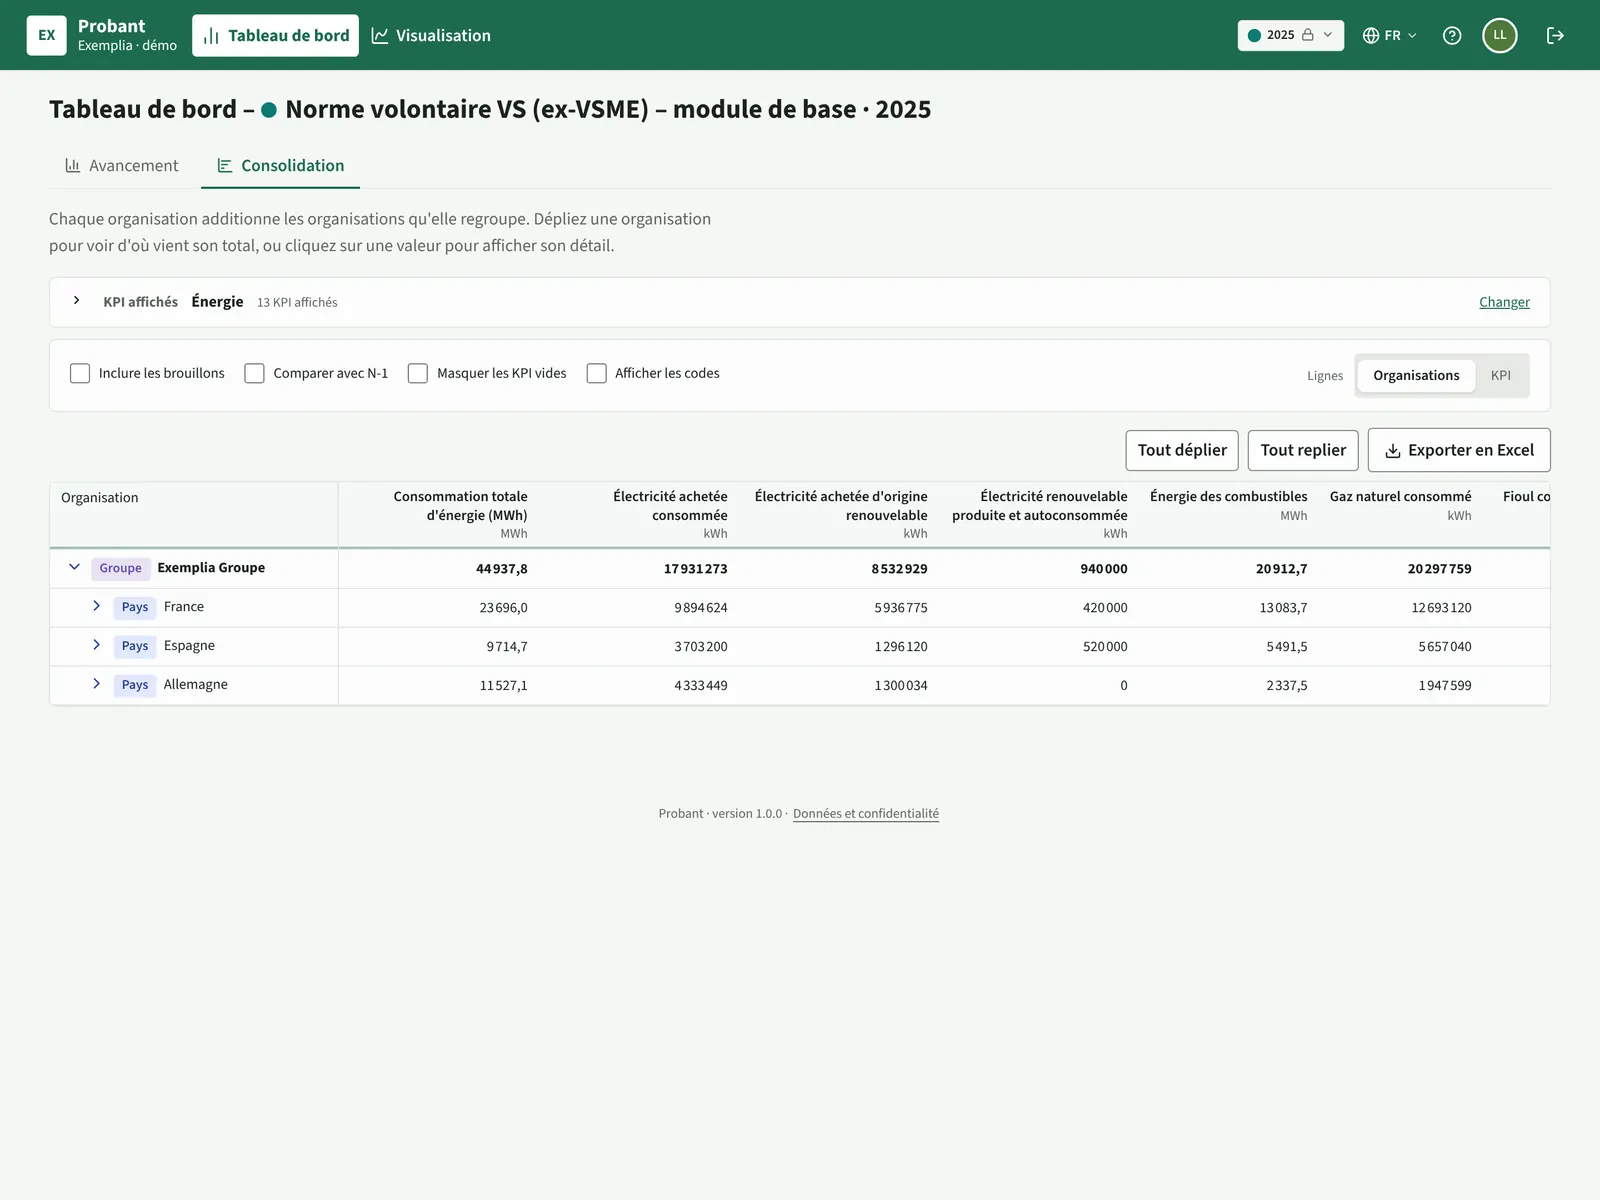 EX
Probant
Exemplia · démo
Tableau de bord
Visualisation
2025
FR
LL
Tableau de bord – Norme volontaire VS (ex-VSME) – module de base · 2025
Avancement
Consolidation
Chaque organisation additionne les organisations qu'elle regroupe. Dépliez une organisation
pour voir d'où vient son total, ou cliquez sur une valeur pour afficher son détail.
KPI affichés Énergie 13 KPI affichés
Changer
Inclure les brouillons Comparer avec N-1 Masquer les KPI vides Afficher les codes
Lignes Organisations KPI
Tout déplier Tout replier Exporter en Excel
Organisation
Consommation totale
d'énergie (MWh)
MWh
Électricité achetée
consommée
kWh
Électricité achetée d'origine
renouvelable
kWh
Électricité renouvelable
produite et autoconsommée
kWh
Énergie des combustibles
MWh
Gaz naturel consommé
kWh
Fioul co
Groupe Exemplia Groupe 44 937,8 17 931 273 8 532 929 940 000 20 912,7 20 297 759
Pays France 23 696,0 9 894 624 5 936 775 420 000 13 083,7 12 693 120
Pays Espagne 9 714,7 3 703 200 1 296 120 520 000 5 491,5 5 657 040
Pays Allemagne 11 527,1 4 333 449 1 300 034 0 2 337,5 1 947 599
Probant · version 1.0.0 · Données et confidentialité